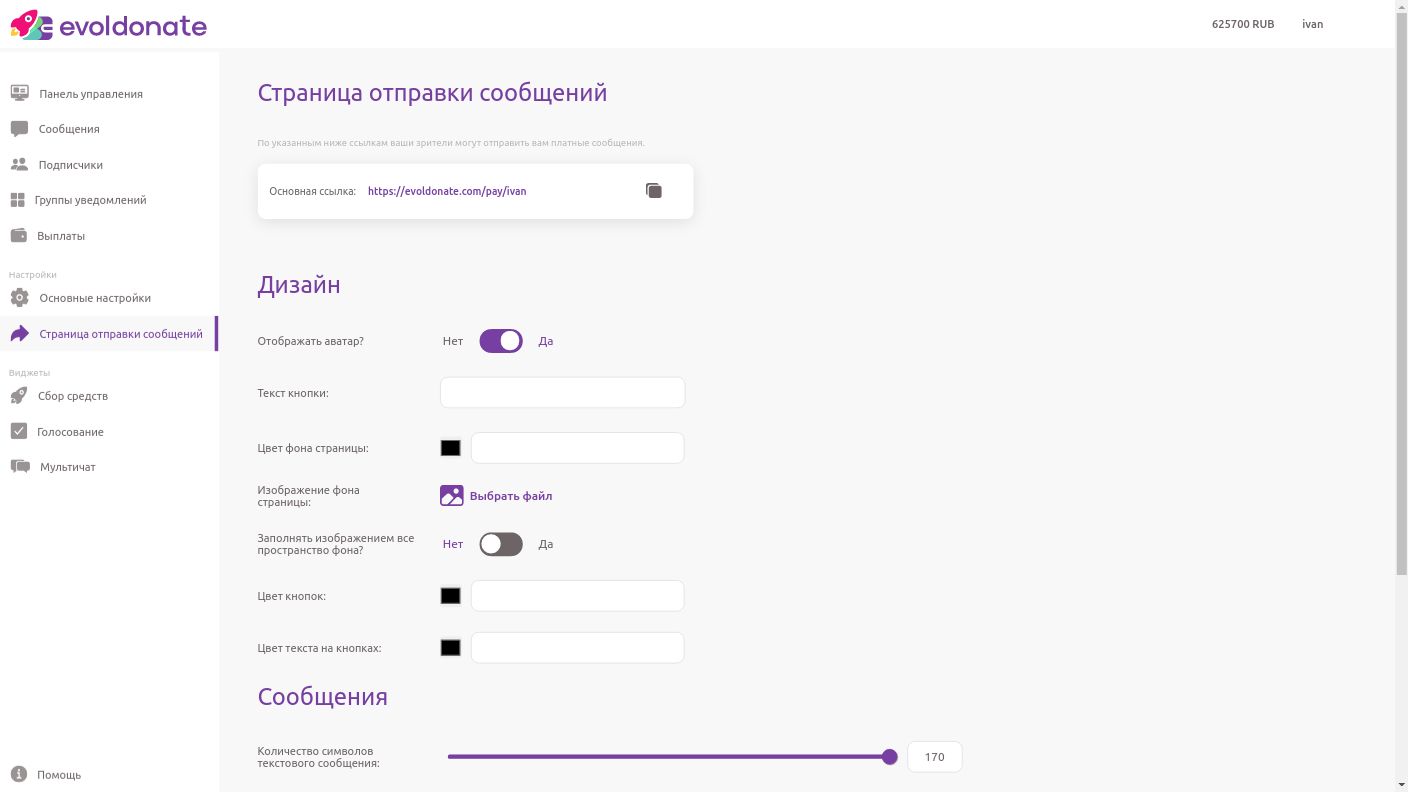 evoldonate
625700 RUB
ivan
Панель управления
Сообщения
Подписчики
Группы уведомлений
Выплаты
Настройки
Основные настройки
Страница отправки сообщений
Виджеты
Сбор средств
Голосование
Мультичат
Помощь
Страница отправки сообщений
По указанным ниже ссылкам ваши зрители могут отправить вам платные сообщения.
Основная ссылка: https://evoldonate.com/pay/ivan
Дизайн
Отображать аватар? Нет Да
Текст кнопки:
Цвет фона страницы:
Изображение фона
страницы:
Выбрать файл
Заполнять изображением все
пространство фона?
Нет Да
Цвет кнопок:
Цвет текста на кнопках:
Сообщения
Количество символов
текстового сообщения:
170